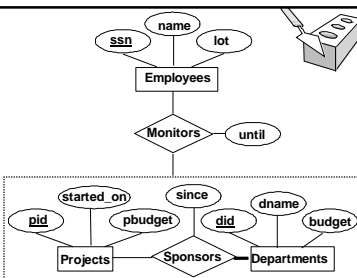 name
ssn lot
Employees
Monitors until
since
started_on dname
pid pbudget did budget
Projects Sponsors Departments